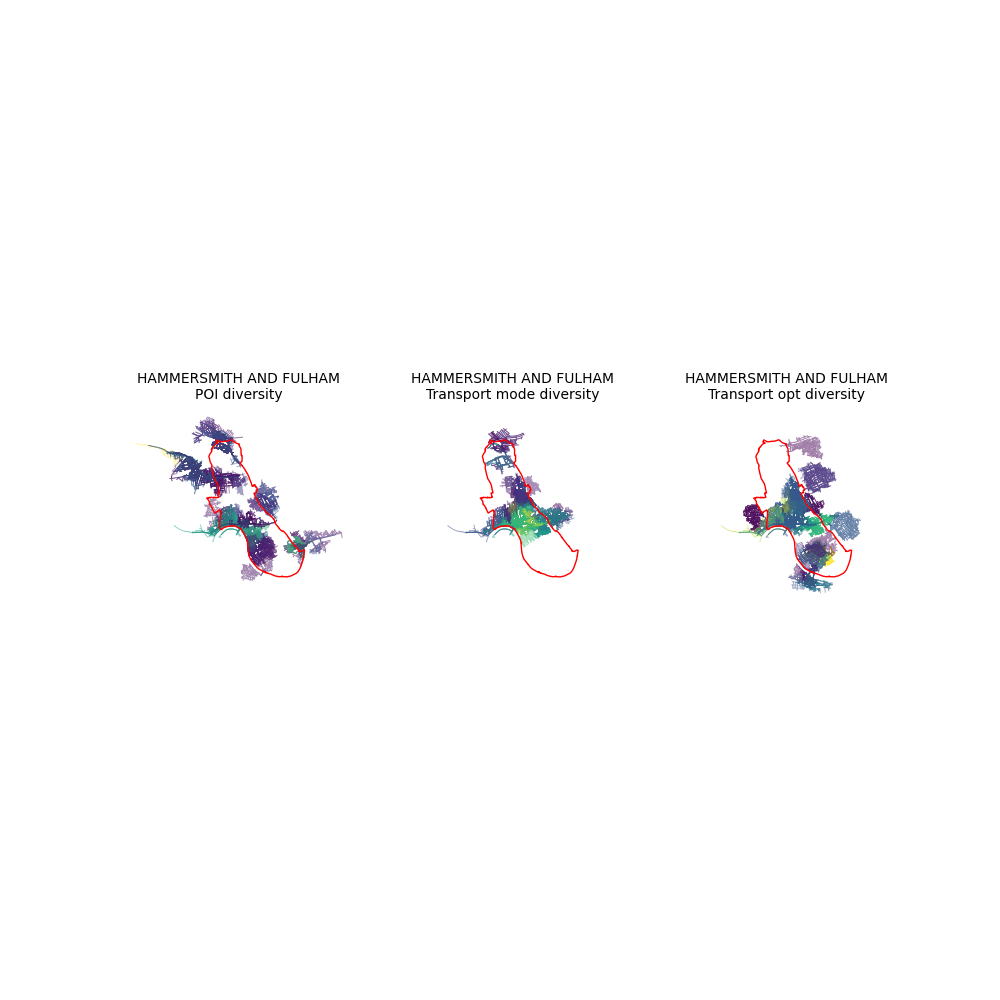 HAMMERSMITH AND FULHAM
POI diversity
HAMMERSMITH AND FULHAM
Transport mode diversity
HAMMERSMITH AND FULHAM
Transport opt diversity